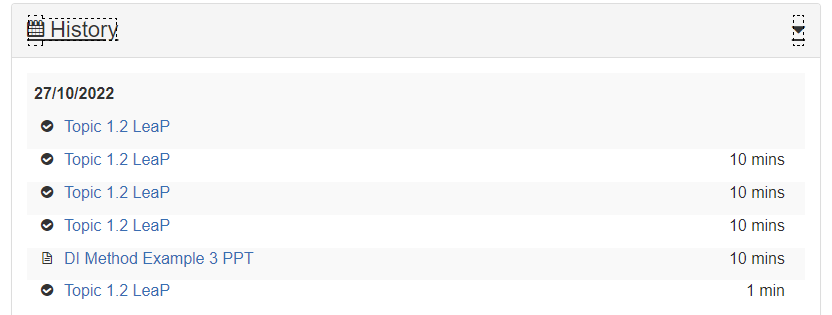 History
27/10/2022
Topic 1.2 LeaP
Topic 1.2 LeaP 10 mins
Topic 1.2 LeaP 10 mins
Topic 1.2 LeaP 10 mins
DI Method Example 3 PPT 10 mins
Topic 1.2 LeaP 1 min